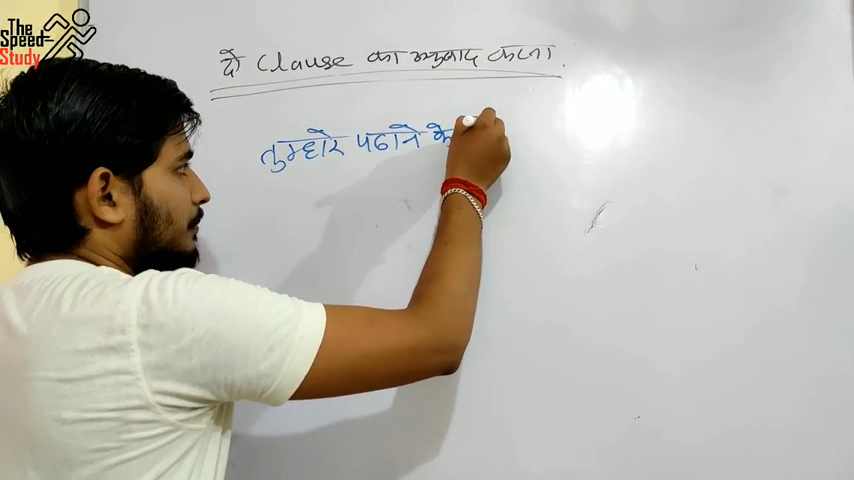 The
Speed
Study
दो Clause का अनुवाद करना.
तुम्हारे पढाने के